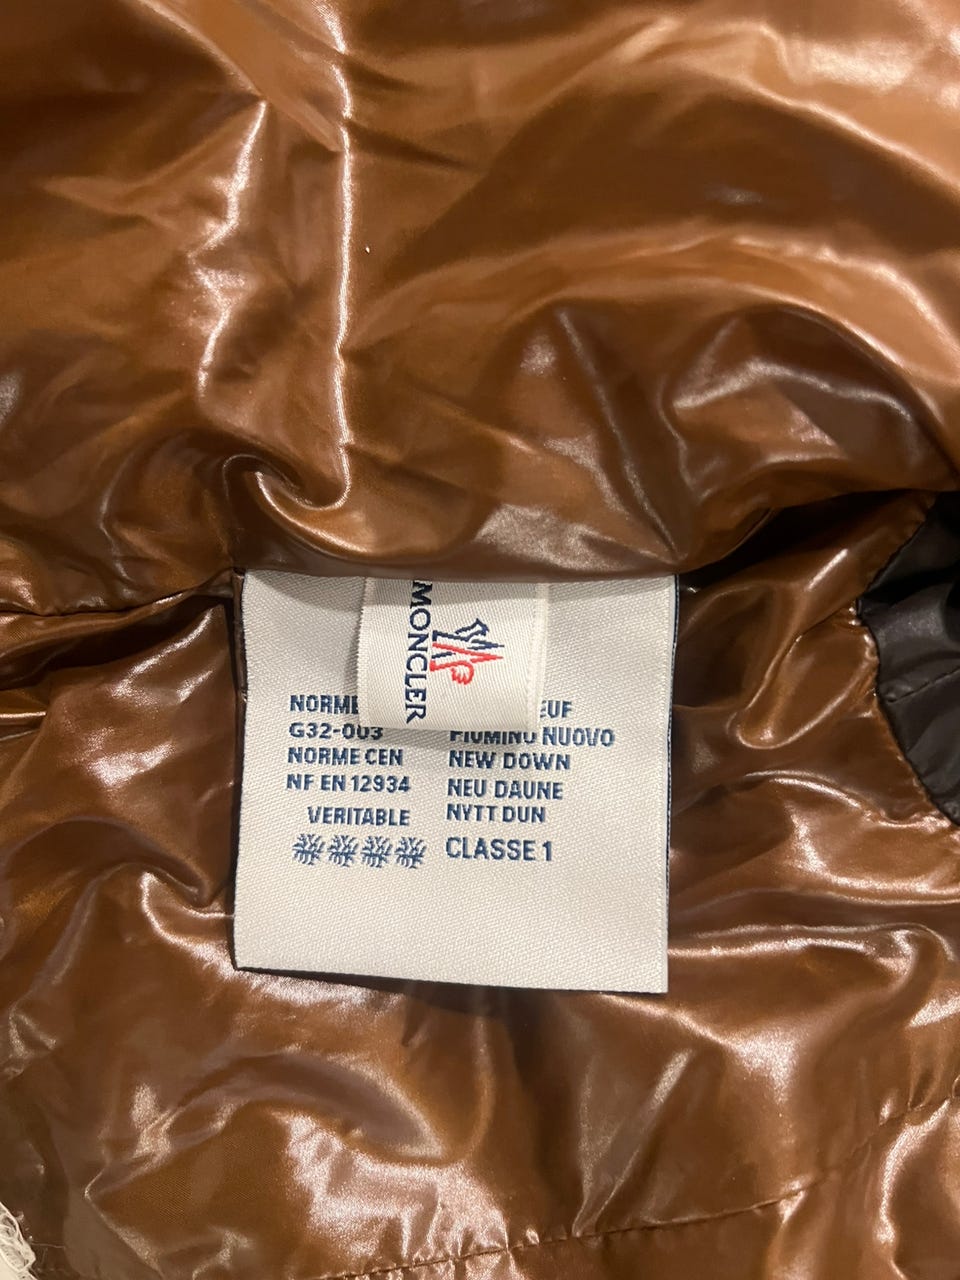 MONCLER
NORME
G32-003
NORME CEN
NF EN 12934
VERITABLE
EUF
PIUMINO NUOVO
NEW DOWN
NEU DAUNE
NYTT DUN
CLASSE 1